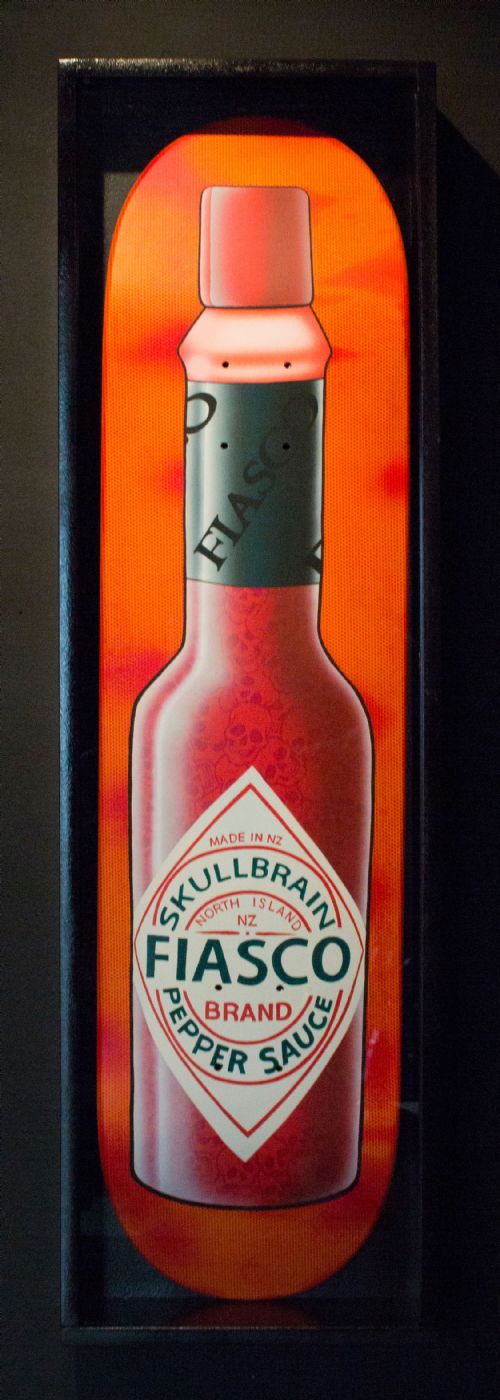 FIASCO
MADE IN NZ
SKULLBRAIN
NORTH ISLAND
NZ
FIASCO
BRAND
PEPPER SAUCE